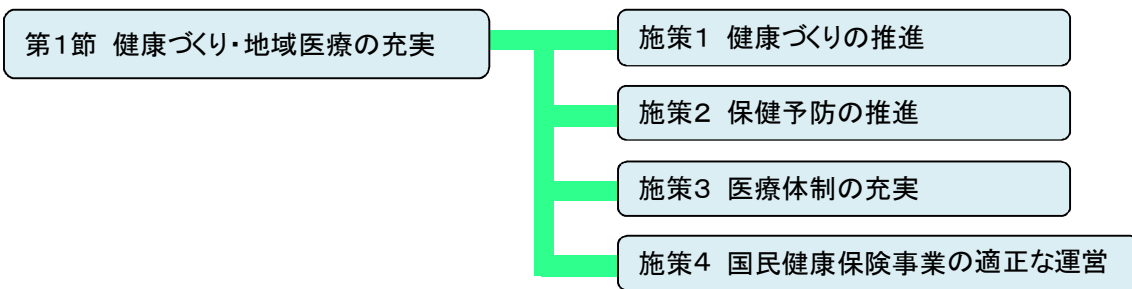 第１節 健康づくり・地域医療の充実
施策１ 健康づくりの推進
施策２ 保健予防の推進
施策３ 医療体制の充実
施策４ 国民健康保険事業の適正な運営